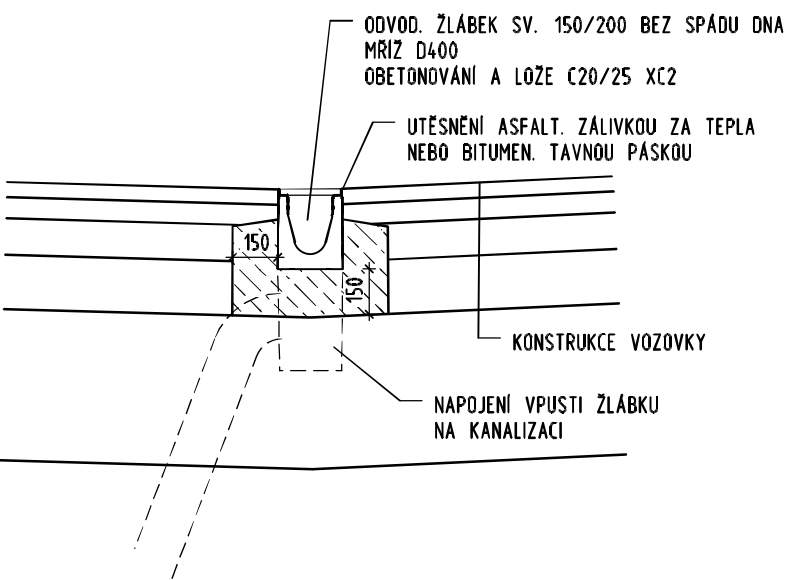 ODVOD. ŽLÁBEK SV. 150/200 BEZ SPÁDU DNA
MŘÍŽ D400
OBETONOVÁNÍ A LOŽE C20/25 XC2
UTĚSNĚNÍ ASFALT. ZÁLIVKOU ZA TEPLA
NEBO BITUMEN. TAVNOU PÁSKOU
150
150
KONSTRUKCE VOZOVKY
NAPOJENÍ VPUSTI ŽLÁBKU
NA KANALIZACI